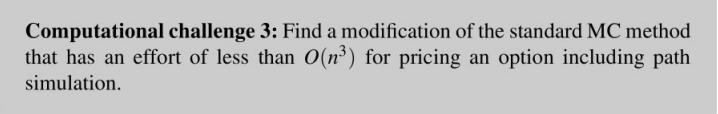 Computational challenge 3: Find a modification of the standard MC method
that has an effort of less than O(n³) for pricing an option including path
simulation.